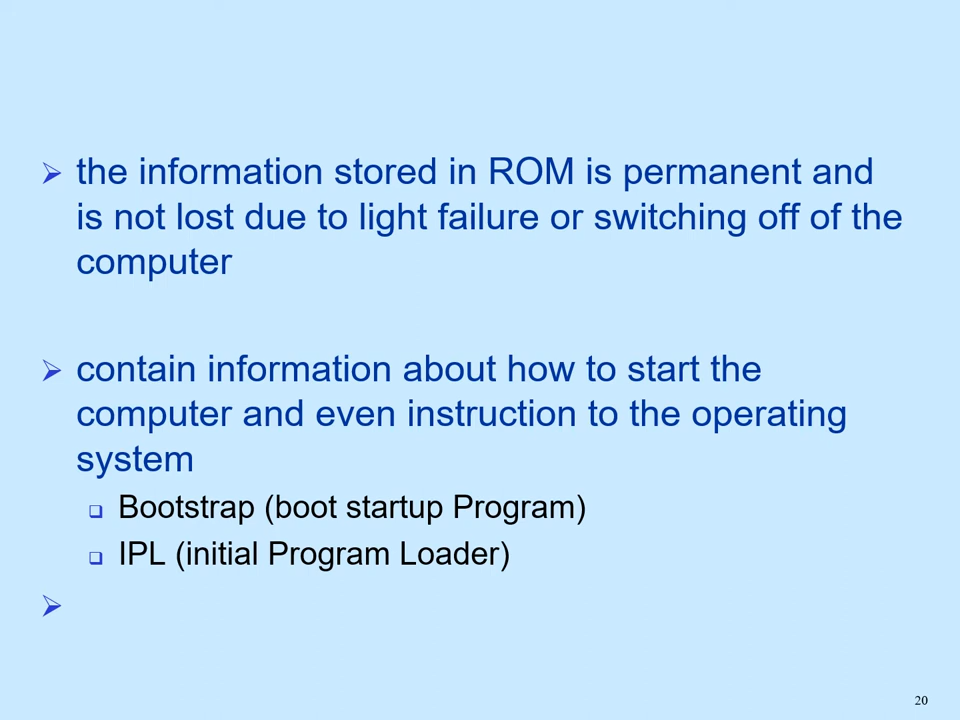 the information stored in ROM is permanent and
is not lost due to light failure or switching off of the
computer
contain information about how to start the
computer and even instruction to the operating
system
Bootstrap (boot startup Program)
IPL (initial Program Loader)
20